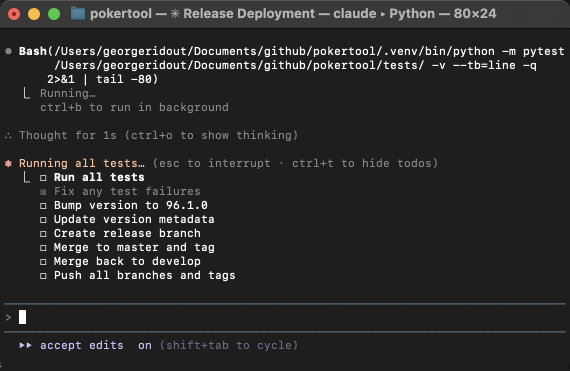 pokertool — ✳ Release Deployment — claude ▸ Python — 80×24
● Bash(/Users/georgeridout/Documents/github/pokertool/.venv/bin/python -m pytest
/Users/georgeridout/Documents/github/pokertool/tests/ -v --tb=line -q
2>&1 | tail -80)
⎿ Running…
ctrl+b to run in background
∴ Thought for 1s (ctrl+o to show thinking)
✽ Running all tests… (esc to interrupt · ctrl+t to hide todos)
⎿ ☐ Run all tests
☒ Fix any test failures
☐ Bump version to 96.1.0
☐ Update version metadata
☐ Create release branch
☐ Merge to master and tag
☐ Merge back to develop
☐ Push all branches and tags
>
⏵⏵ accept edits on (shift+tab to cycle)